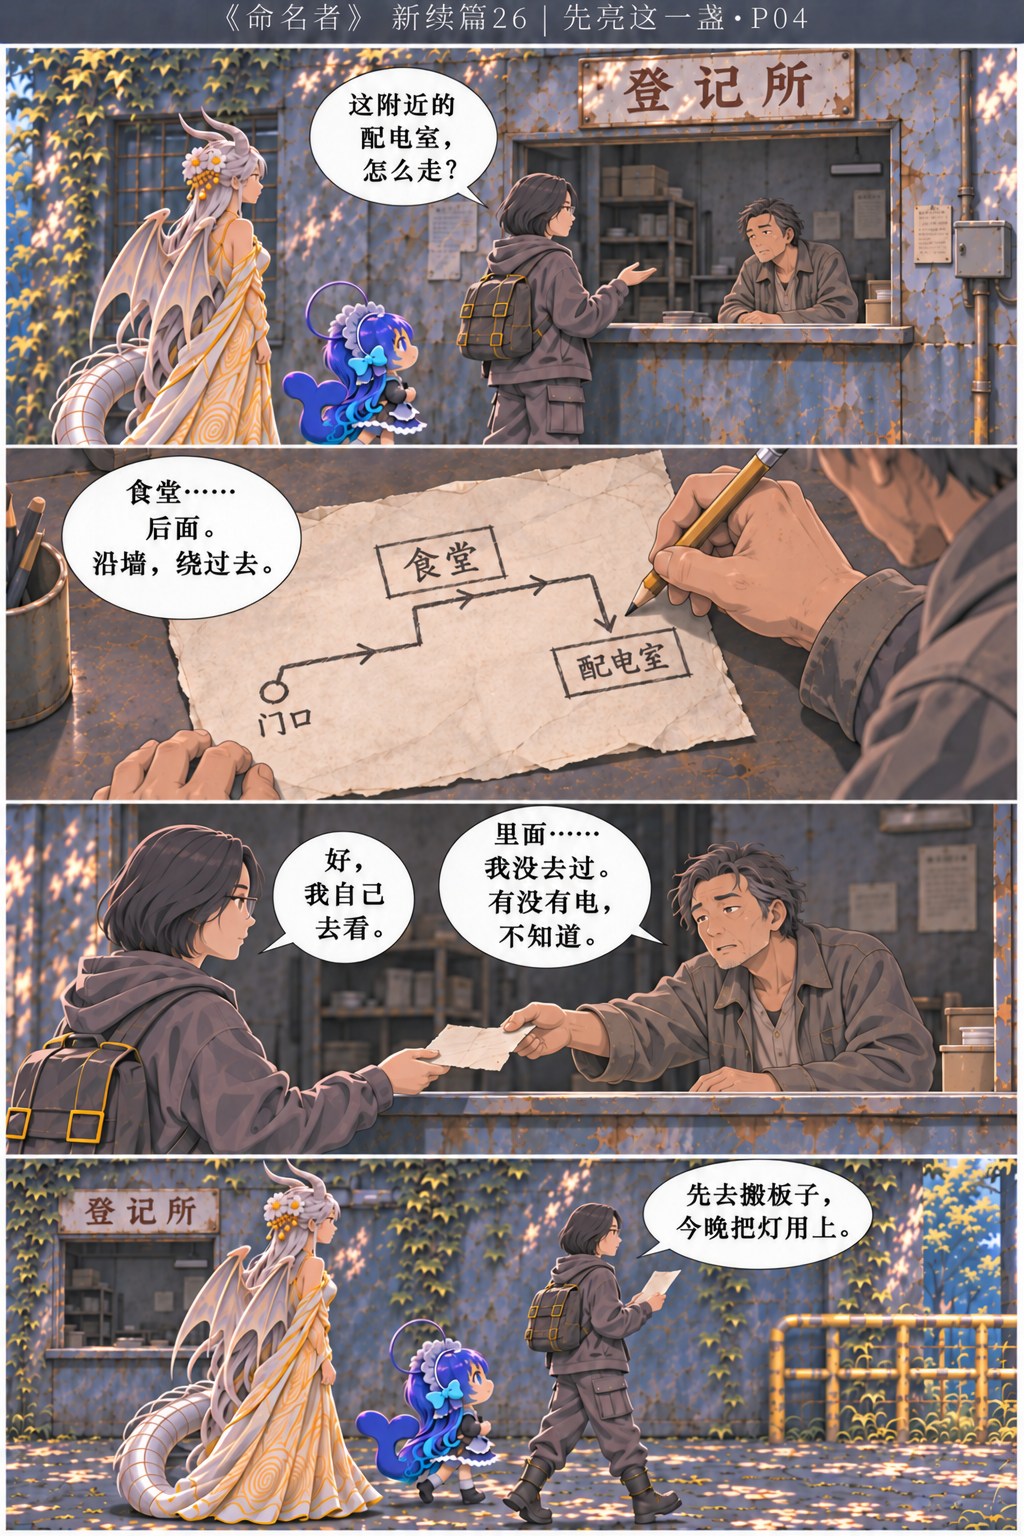 《命名者》 新续篇26 | 先亮这一盏·P04
登记所
这附近的
配电室，
怎么走？
食堂……
后面。
沿墙，绕过去。
食堂
配电室
门口
好，
我自己
去看。
里面……
我没去过。
有没有电，
不知道。
登记所
先去搬板子，
今晚把灯用上。